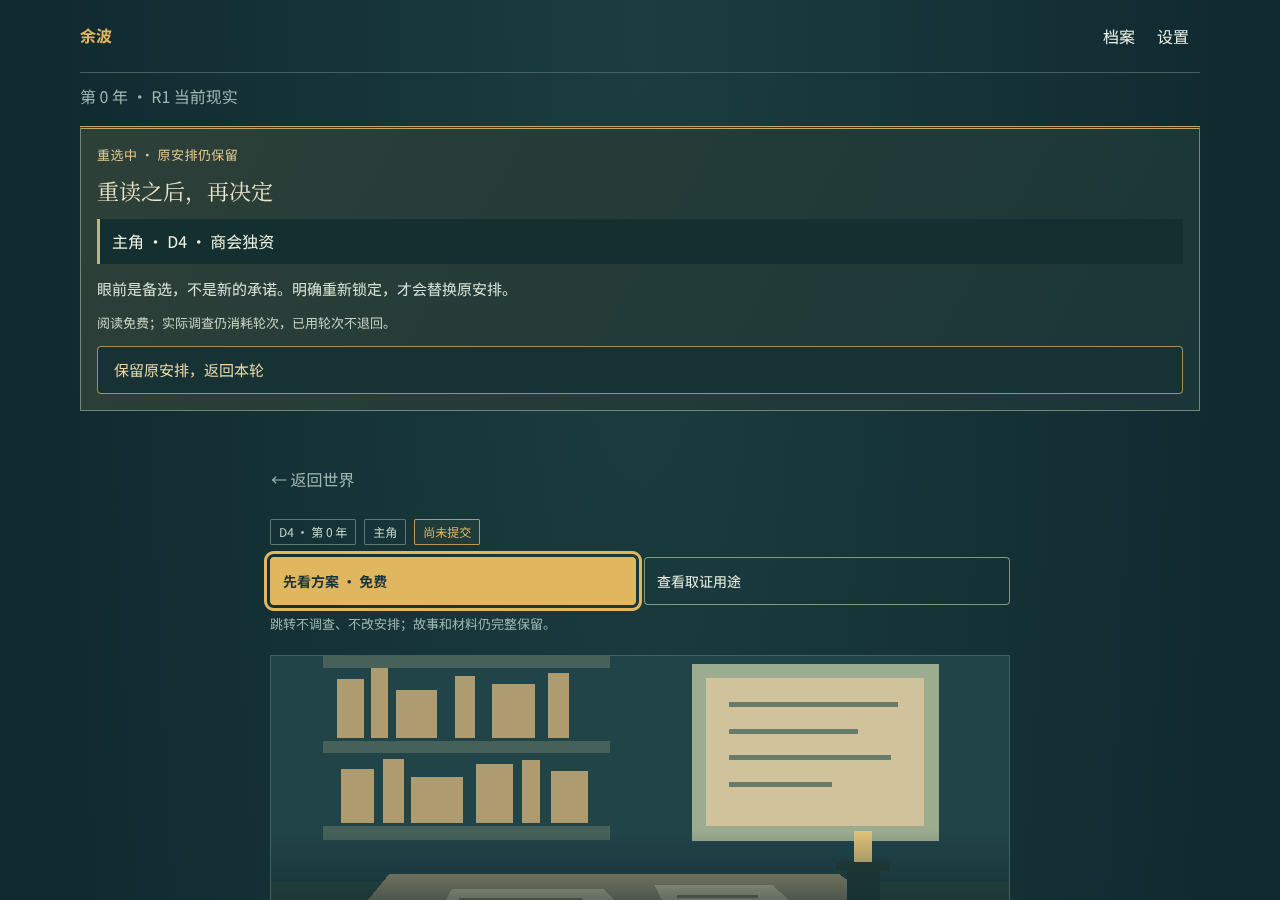 余波
档案 设置
第 0 年 · R1 当前现实
重选中 · 原安排仍保留
重读之后，再决定
主角 · D4 · 商会独资
眼前是备选，不是新的承诺。明确重新锁定，才会替换原安排。
阅读免费；实际调查仍消耗轮次，已用轮次不退回。
保留原安排，返回本轮
← 返回世界
D4 · 第 0 年 主角 尚未提交
先看方案 · 免费 查看取证用途
跳转不调查、不改安排；故事和材料仍完整保留。